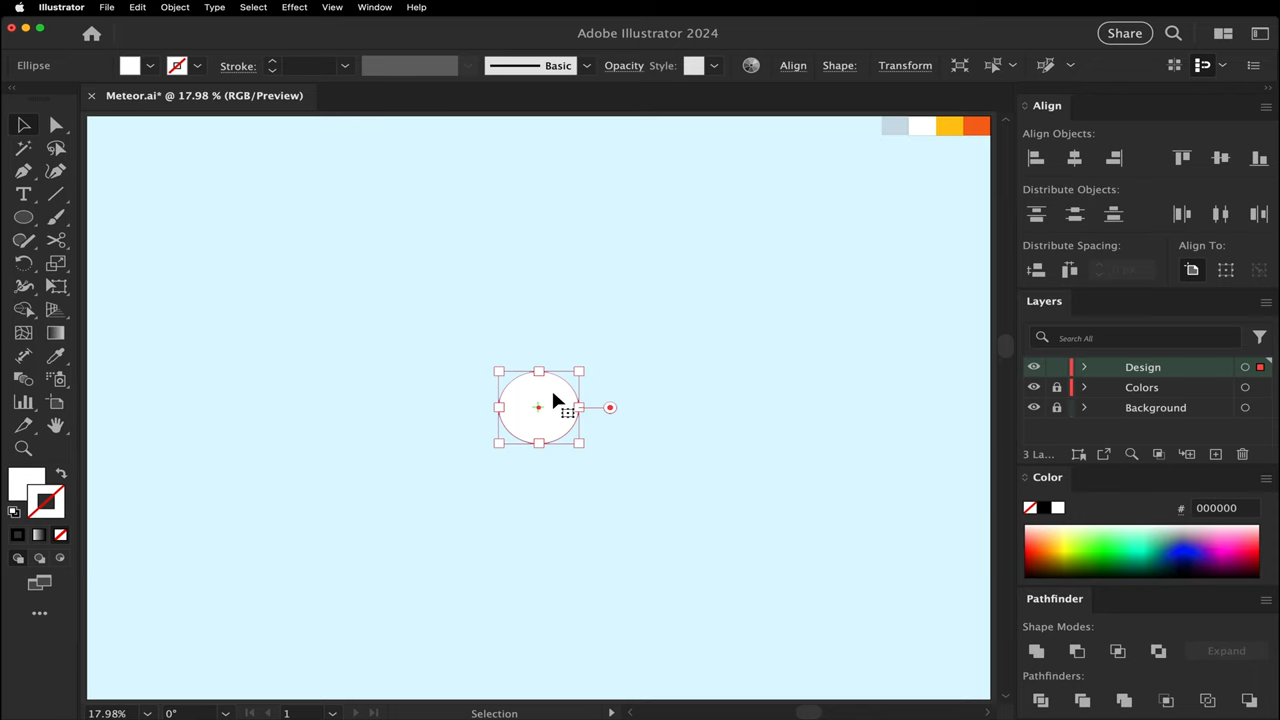 Illustrator File Edit Object Type Select Effect View Window Help
Adobe Illustrator 2024
Share
Ellipse Stroke: Basic Opacity Style: Align Shape: Transform
Meteor.ai* @ 17.98 % (RGB/Preview)
Align
Align Objects:
Distribute Objects:
Distribute Spacing:
Align To:
Layers
Search All
Design
Colors
Background
3 La...
Color
# 000000
Pathfinder
Shape Modes:
Expand
Pathfinders:
17.98% 0° 1 Selection